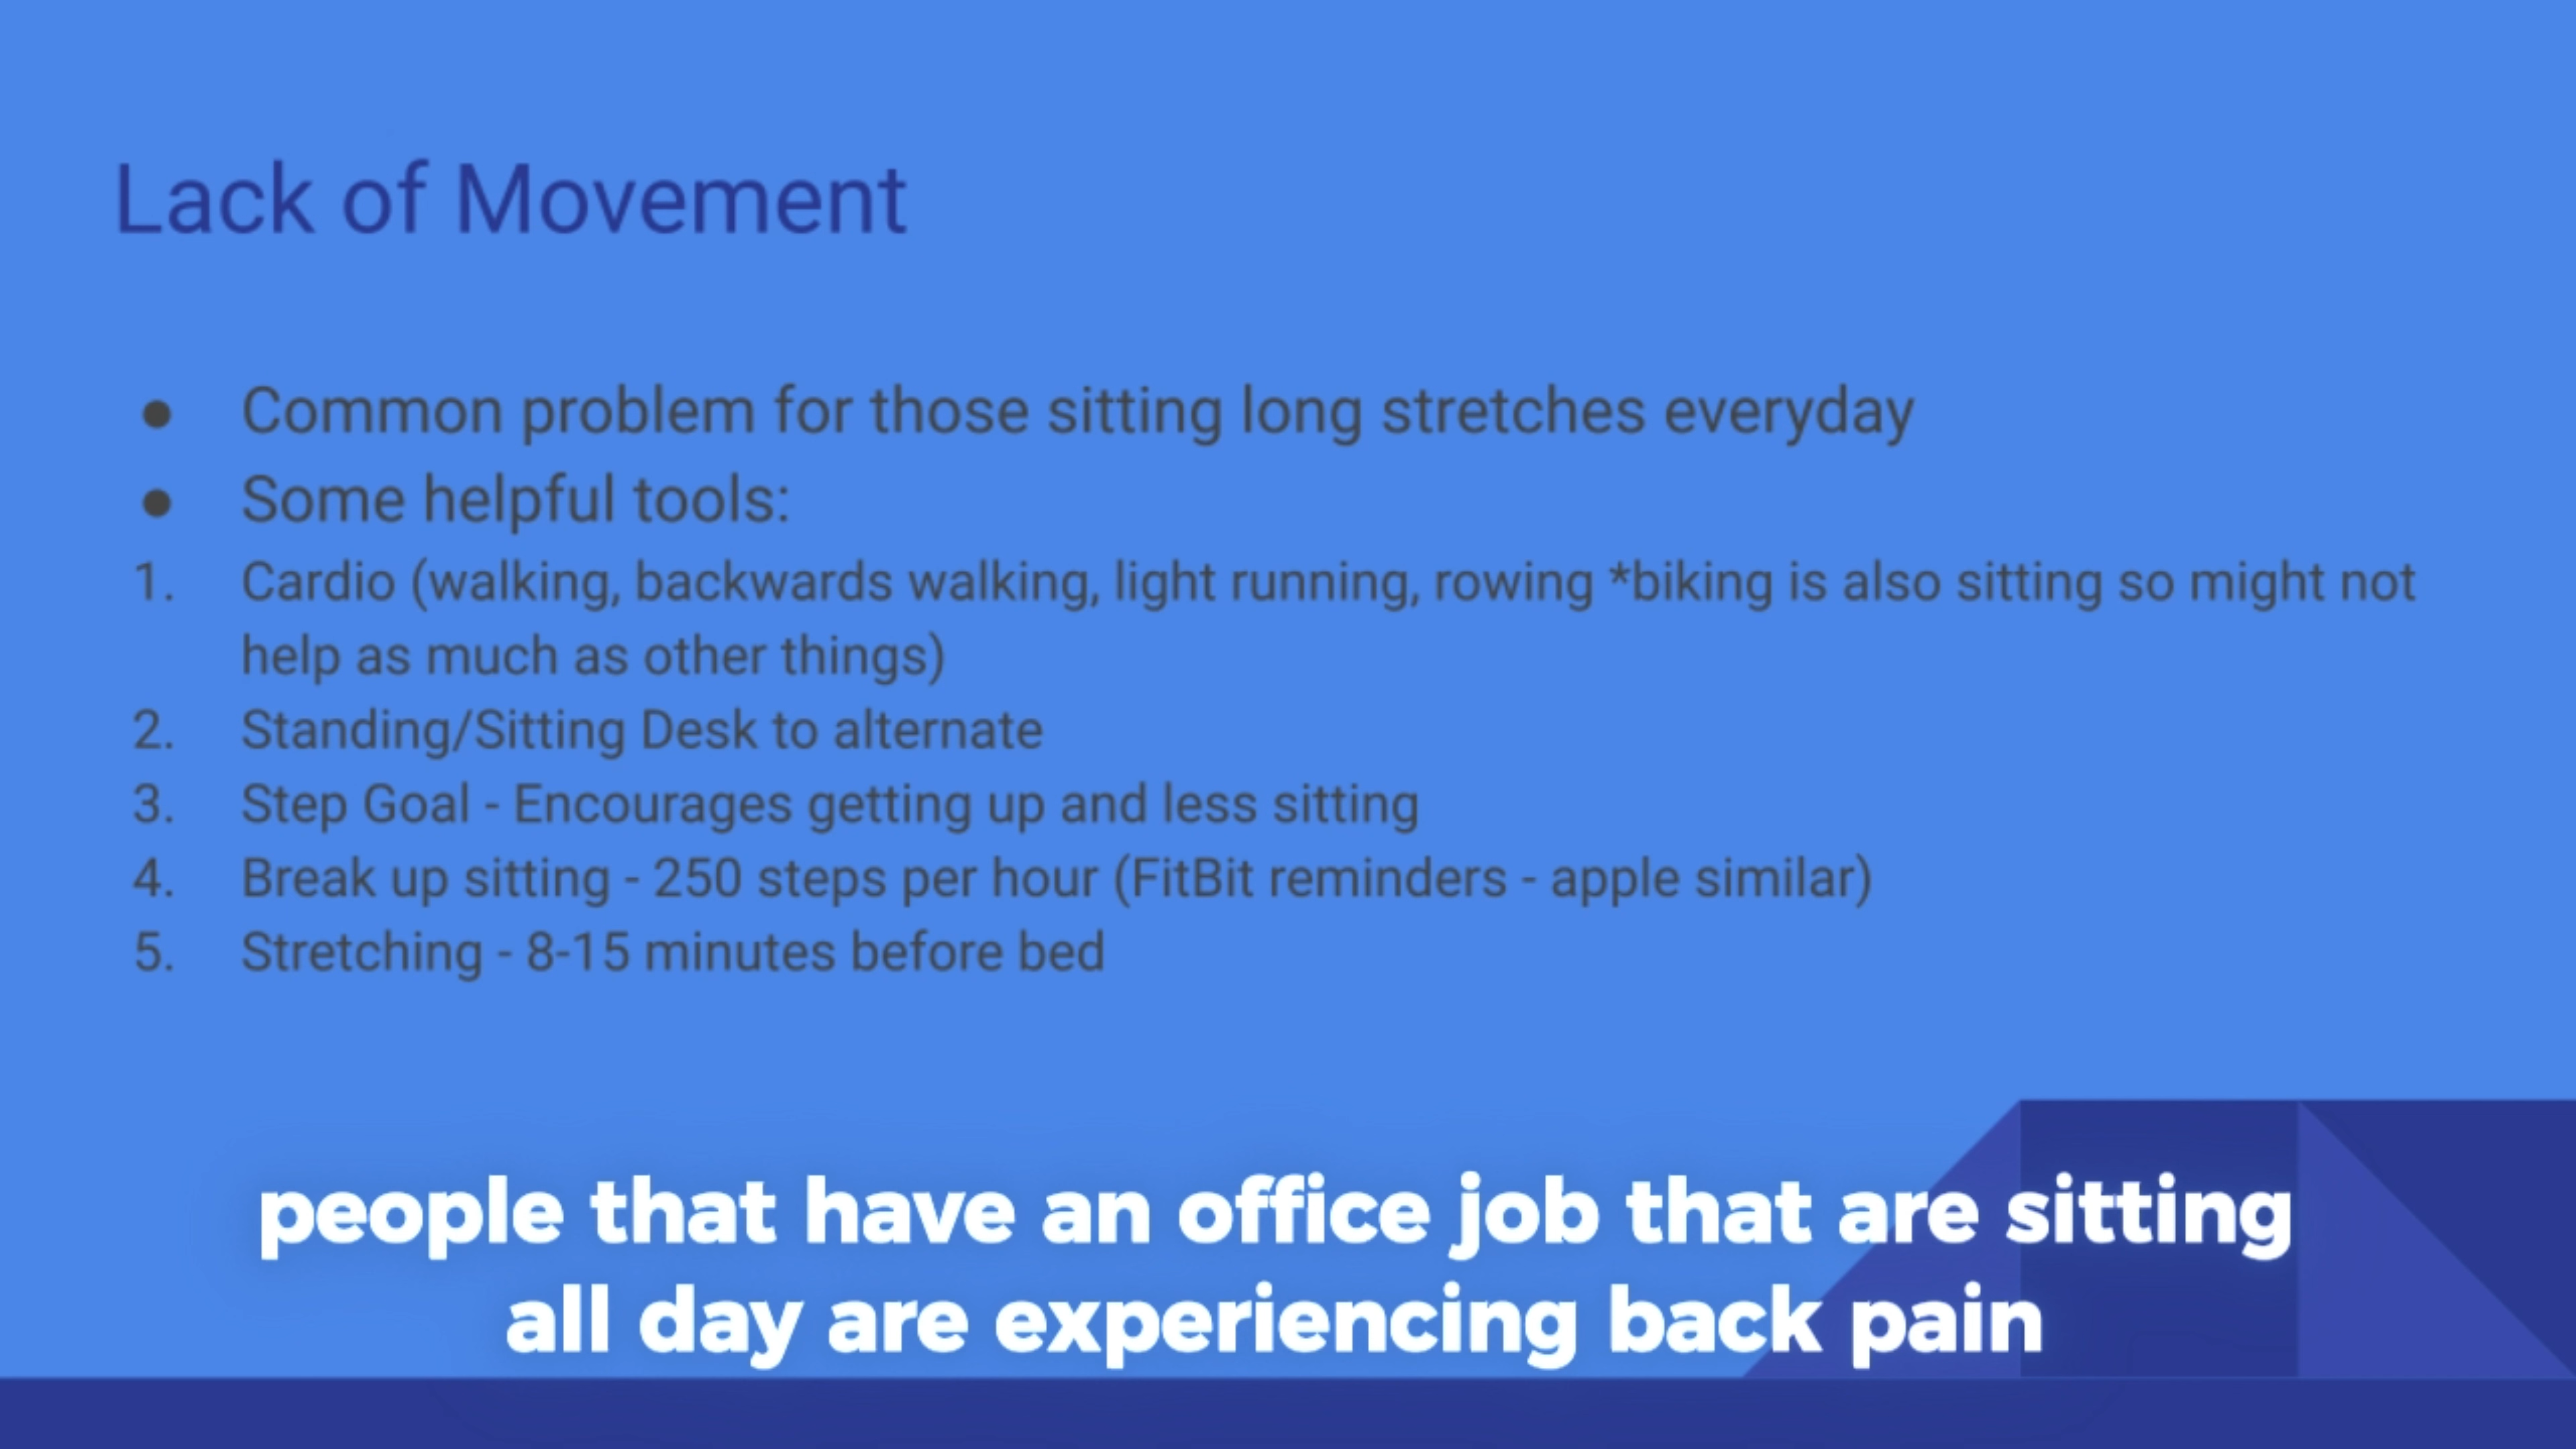 Lack of Movement
● Common problem for those sitting long stretches everyday
● Some helpful tools:
1. Cardio (walking, backwards walking, light running, rowing *biking is also sitting so might not
help as much as other things)
2. Standing/Sitting Desk to alternate
3. Step Goal - Encourages getting up and less sitting
4. Break up sitting - 250 steps per hour (FitBit reminders - apple similar)
5. Stretching - 8-15 minutes before bed
people that have an office job that are sitting
all day are experiencing back pain